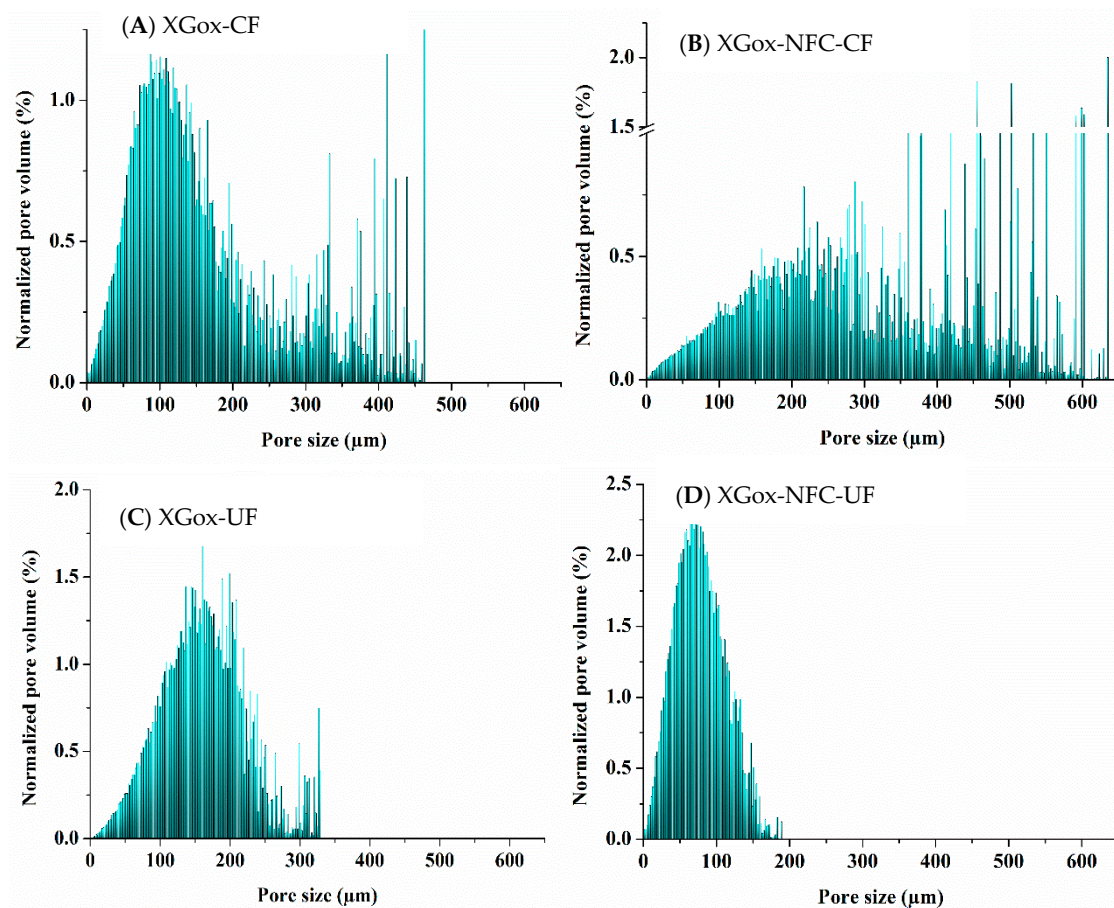 (A) XGox-CF
Normalized pore volume (%)
1.0
0.5
0.0
0 100 200 300 400 500 600
Pore size (µm)
(B) XGox-NFC-CF
Normalized pore volume (%)
2.0
1.5
0.5
0.0
0 100 200 300 400 500 600
Pore size (µm)
(C) XGox-UF
Normalized pore volume (%)
2.0
1.5
1.0
0.5
0.0
0 100 200 300 400 500 600
Pore size (µm)
(D) XGox-NFC-UF
Normalized pore volume (%)
2.5
2.0
1.5
1.0
0.5
0.0
0 100 200 300 400 500 600
Pore size (µm)